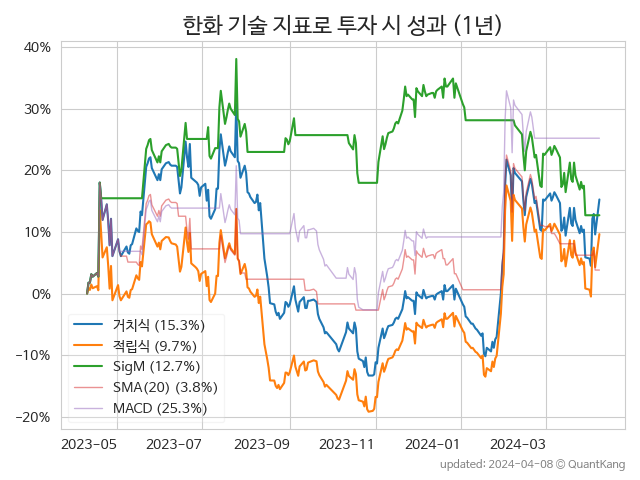 한화 기술 지표로 투자 시 성과 (1년)
40%
30%
20%
10%
0%
−10%
−20%
거치식 (15.3%)
적립식 (9.7%)
SigM (12.7%)
SMA(20) (3.8%)
MACD (25.3%)
2023-05 2023-07 2023-09 2023-11 2024-01 2024-03
updated: 2024-04-08 © QuantKang